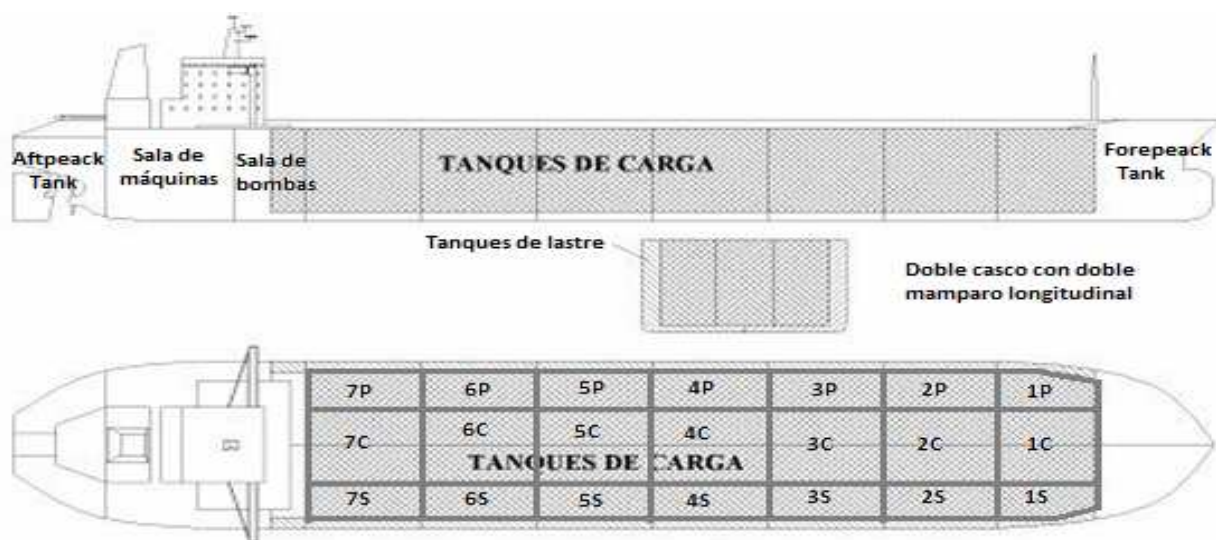 Aftpeack
Tank
Sala de
máquinas
Sala de
bombas
TANQUES DE CARGA
Forepeack
Tank
Tanques de lastre
Doble casco con doble
mamparo longitudinal
7P 6P 5P 4P 3P 2P 1P
7C 6C 5C 4C 3C 2C 1C
TANQUES DE CARGA
7S 6S 5S 4S 3S 2S 1S